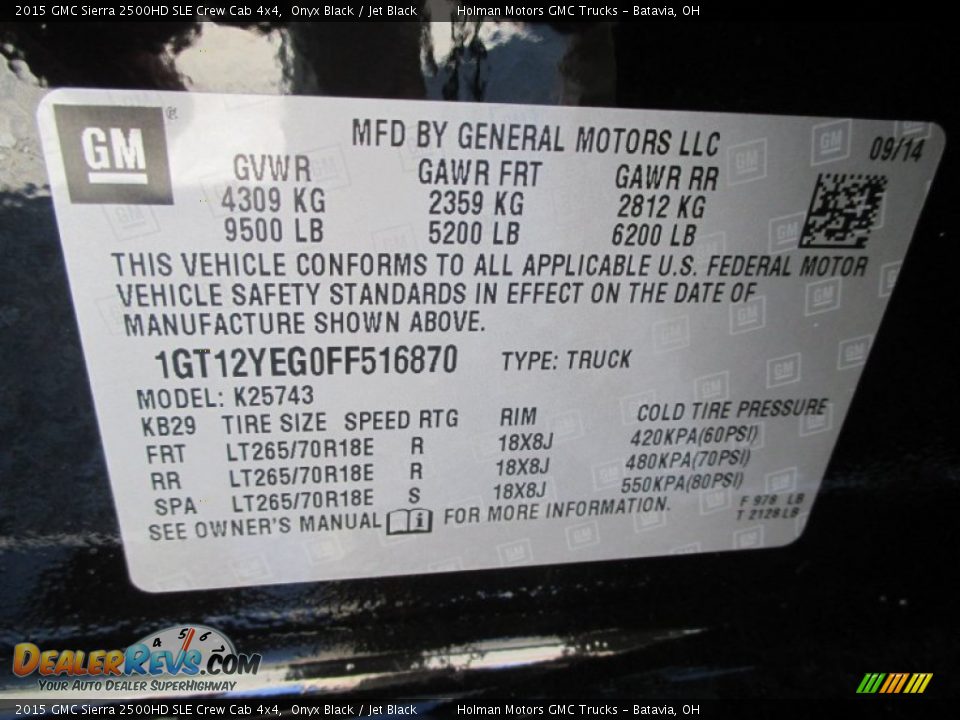 2015 GMC Sierra 2500HD SLE Crew Cab 4x4, Onyx Black / Jet Black Holman Motors GMC Trucks – Batavia, OH
GM ®
MFD BY GENERAL MOTORS LLC 09/14
GVWR GAWR FRT GAWR RR
4309 KG 2359 KG 2812 KG
9500 LB 5200 LB 6200 LB
THIS VEHICLE CONFORMS TO ALL APPLICABLE U.S. FEDERAL MOTOR
VEHICLE SAFETY STANDARDS IN EFFECT ON THE DATE OF
MANUFACTURE SHOWN ABOVE.
1GT12YEG0FF516870 TYPE: TRUCK
MODEL: K25743
KB29 TIRE SIZE SPEED RTG RIM COLD TIRE PRESSURE
FRT LT265/70R18E R 18X8J 420KPA(60PSI)
RR LT265/70R18E R 18X8J 480KPA(70PSI)
SPA LT265/70R18E S 18X8J 550KPA(80PSI)
SEE OWNER'S MANUAL FOR MORE INFORMATION.
F 978 LB
T 2128 LB
4 5 6
DealerRevs.com
Your Auto Dealer SuperHighway
2015 GMC Sierra 2500HD SLE Crew Cab 4x4, Onyx Black / Jet Black Holman Motors GMC Trucks – Batavia, OH